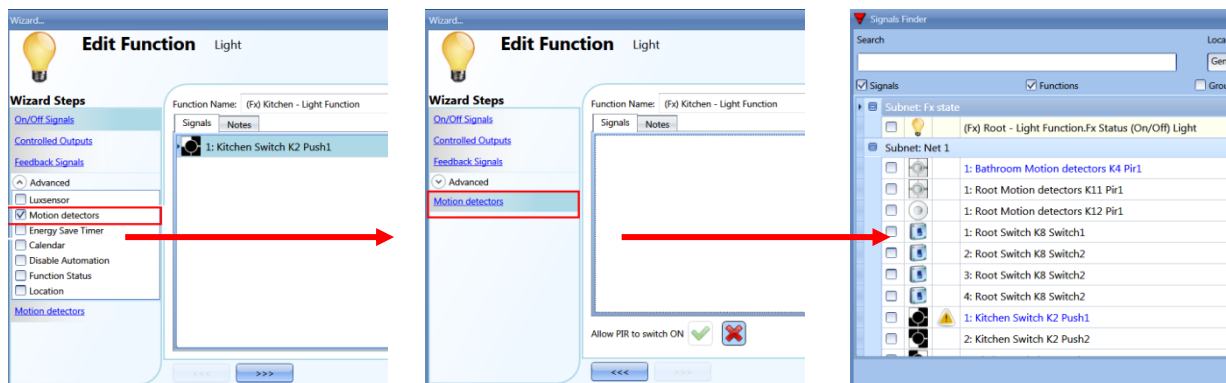 Wizard...
Edit Function Light
Wizard Steps
On/Off Signals
Controlled Outputs
Feedback Signals
Advanced
Luxsensor
Motion detectors
Energy Save Timer
Calendar
Disable Automation
Function Status
Location
Motion detectors
Function Name: (Fx) Kitchen - Light Function
Signals Notes
1: Kitchen Switch K2 Push1
<<< >>>
Wizard...
Edit Function Light
Wizard Steps
On/Off Signals
Controlled Outputs
Feedback Signals
Advanced
Motion detectors
Function Name: (Fx) Kitchen - Light Function
Signals Notes
Allow PIR to switch ON
<<< >>>
Signals Finder
Search Loca
Gen
Signals Functions Grou
Subnet: Fx state
(Fx) Root - Light Function.Fx Status (On/Off) Light
Subnet: Net 1
1: Bathroom Motion detectors K4 Pir1
1: Root Motion detectors K11 Pir1
1: Root Motion detectors K12 Pir1
1: Root Switch K8 Switch1
2: Root Switch K8 Switch2
3: Root Switch K8 Switch2
4: Root Switch K8 Switch2
1: Kitchen Switch K2 Push1
2: Kitchen Switch K2 Push2